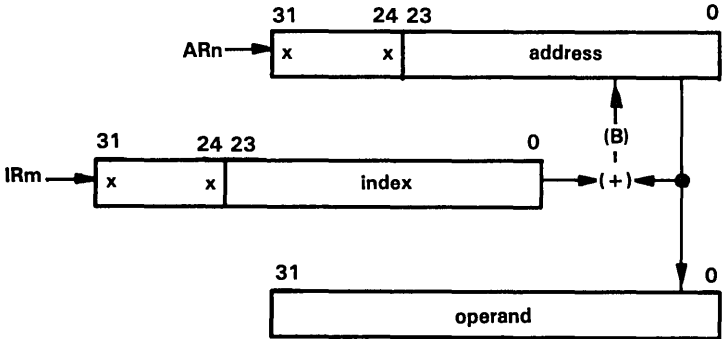 31 24 23 0
ARn x x address
(B)
31 24 23 0
IRm x x index (+)
31 0
operand